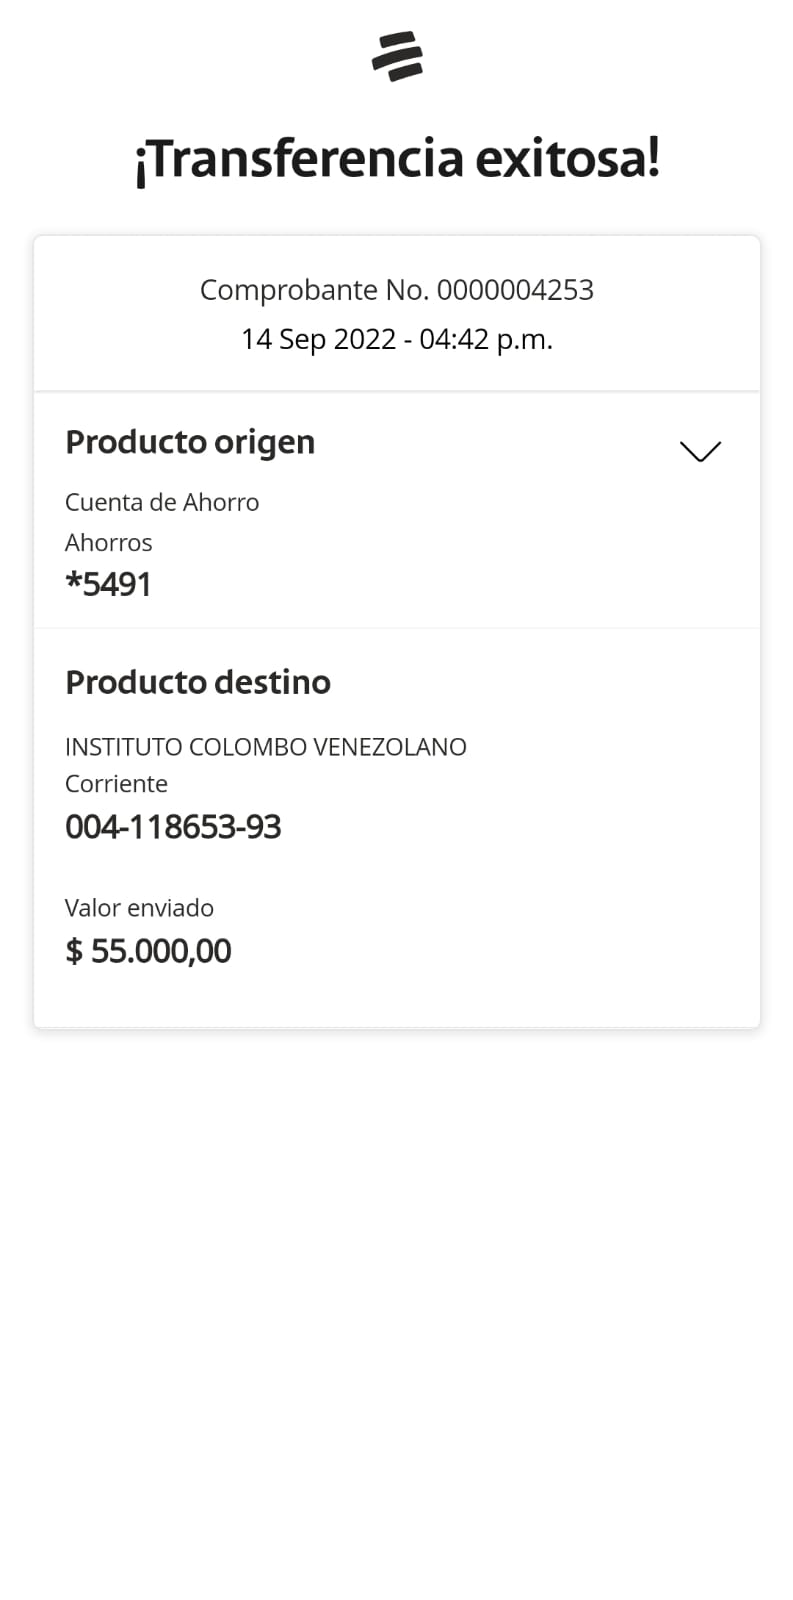 ¡Transferencia exitosa!
Comprobante No. 0000004253
14 Sep 2022 - 04:42 p.m.
Producto origen
Cuenta de Ahorro
Ahorros
*5491
Producto destino
INSTITUTO COLOMBO VENEZOLANO
Corriente
004-118653-93
Valor enviado
$ 55.000,00